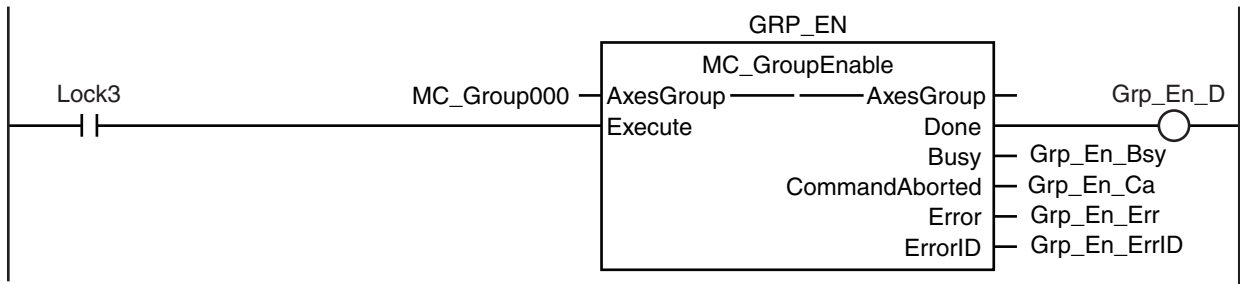 GRP_EN
MC_GroupEnable
Lock3
MC_Group000
AxesGroup
AxesGroup
Grp_En_D
Execute
Done
Busy
Grp_En_Bsy
CommandAborted
Grp_En_Ca
Error
Grp_En_Err
ErrorID
Grp_En_ErrID